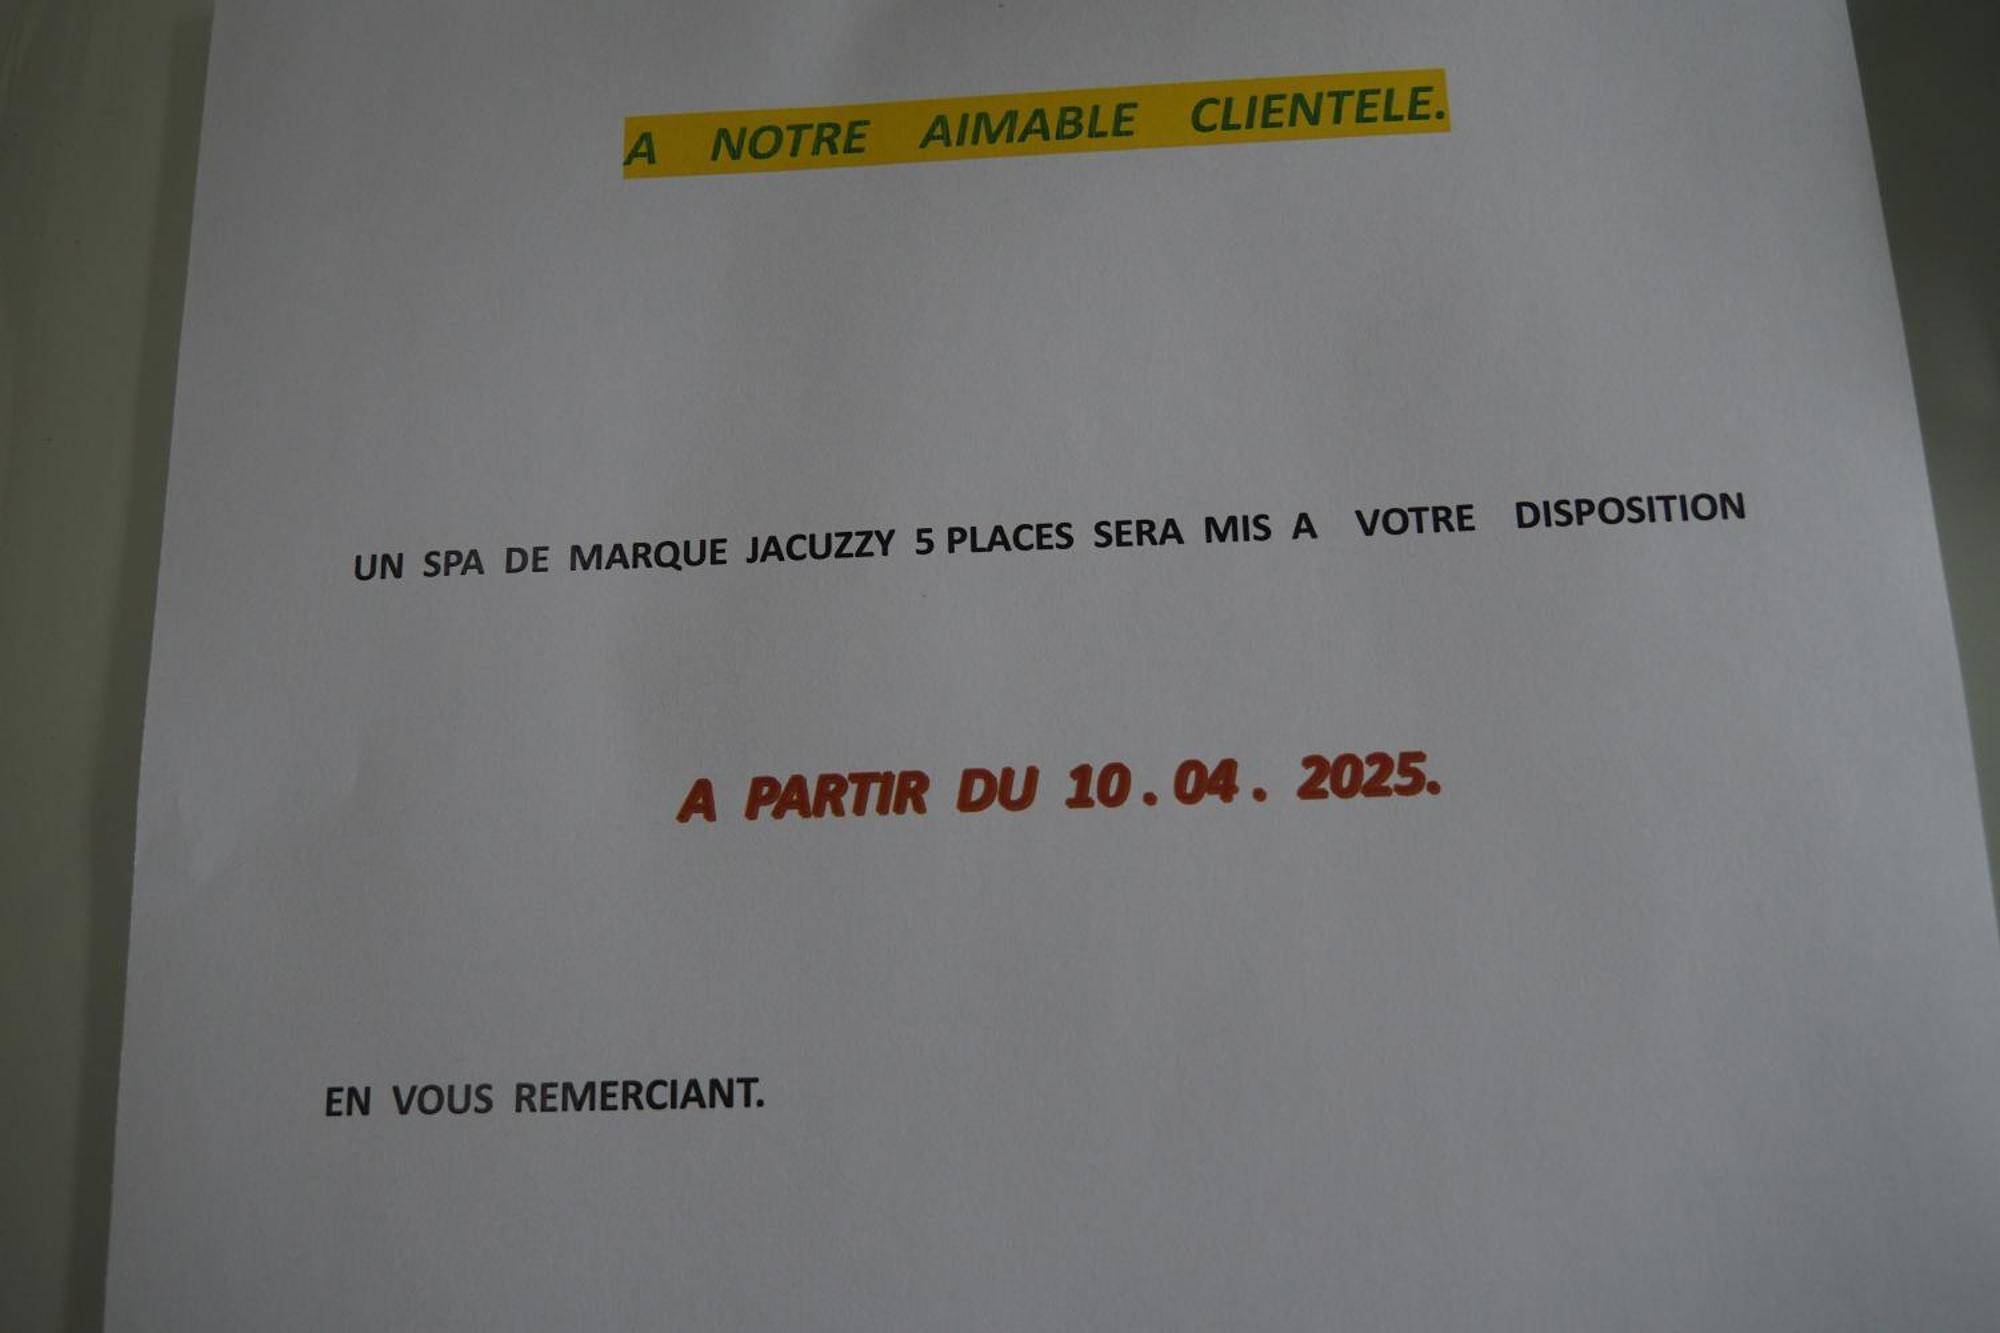 A NOTRE AIMABLE CLIENTELE.
UN SPA DE MARQUE JACUZZY 5 PLACES SERA MIS A VOTRE DISPOSITION
A PARTIR DU 10 . 04 . 2025.
EN VOUS REMERCIANT.